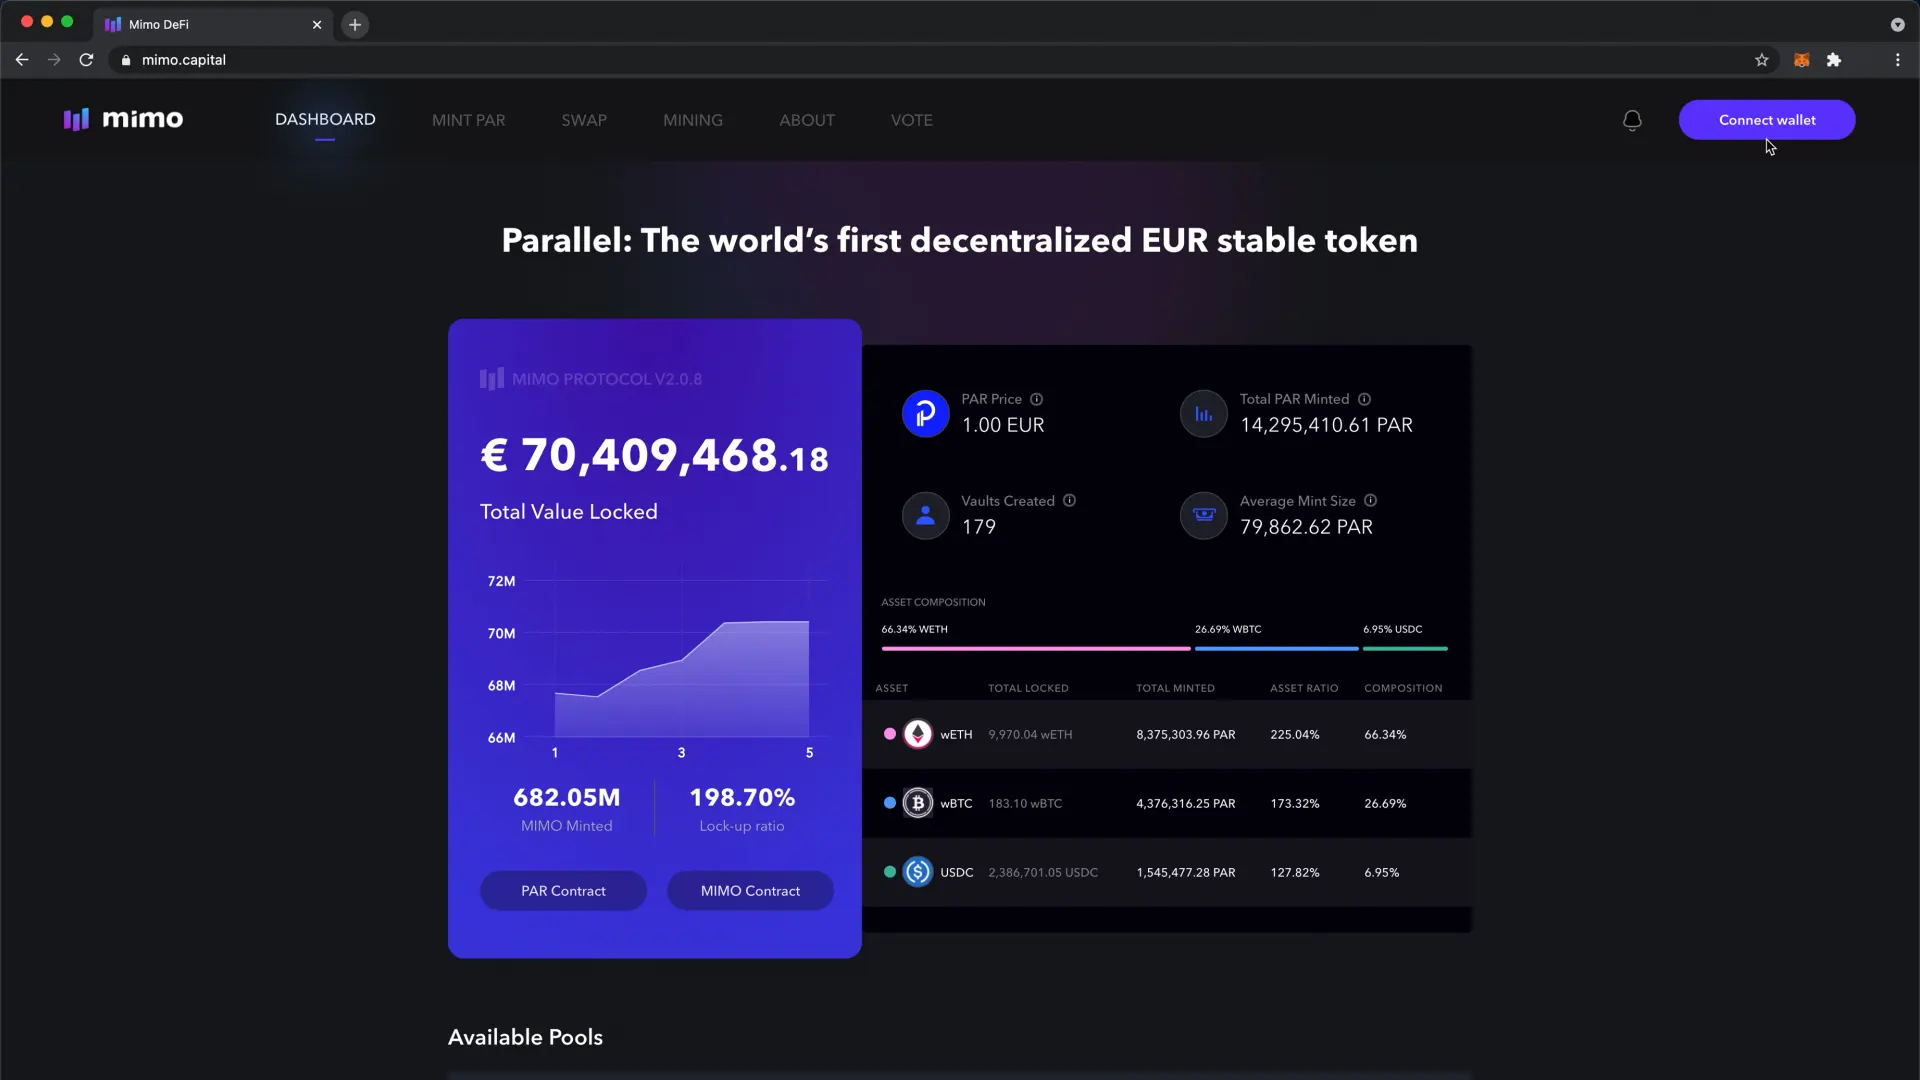 Mimo DeFi
mimo.capital
mimo
DASHBOARD
MINT PAR
SWAP
MINING
ABOUT
VOTE
Connect wallet
Parallel: The world’s first decentralized EUR stable token
MIMO PROTOCOL V2.0.8
€ 70,409,468.18
Total Value Locked
72M
70M
68M
66M
1 3 5
682.05M
MIMO Minted
198.70%
Lock-up ratio
PAR Contract
MIMO Contract
PAR Price
1.00 EUR
Total PAR Minted
14,295,410.61 PAR
Vaults Created
179
Average Mint Size
79,862.62 PAR
ASSET COMPOSITION
66.34% WETH 26.69% WBTC 6.95% USDC
ASSET TOTAL LOCKED TOTAL MINTED ASSET RATIO COMPOSITION
wETH 9,970.04 wETH 8,375,303.96 PAR 225.04% 66.34%
wBTC 183.10 wBTC 4,376,316.25 PAR 173.32% 26.69%
USDC 2,386,701.05 USDC 1,545,477.28 PAR 127.82% 6.95%
Available Pools